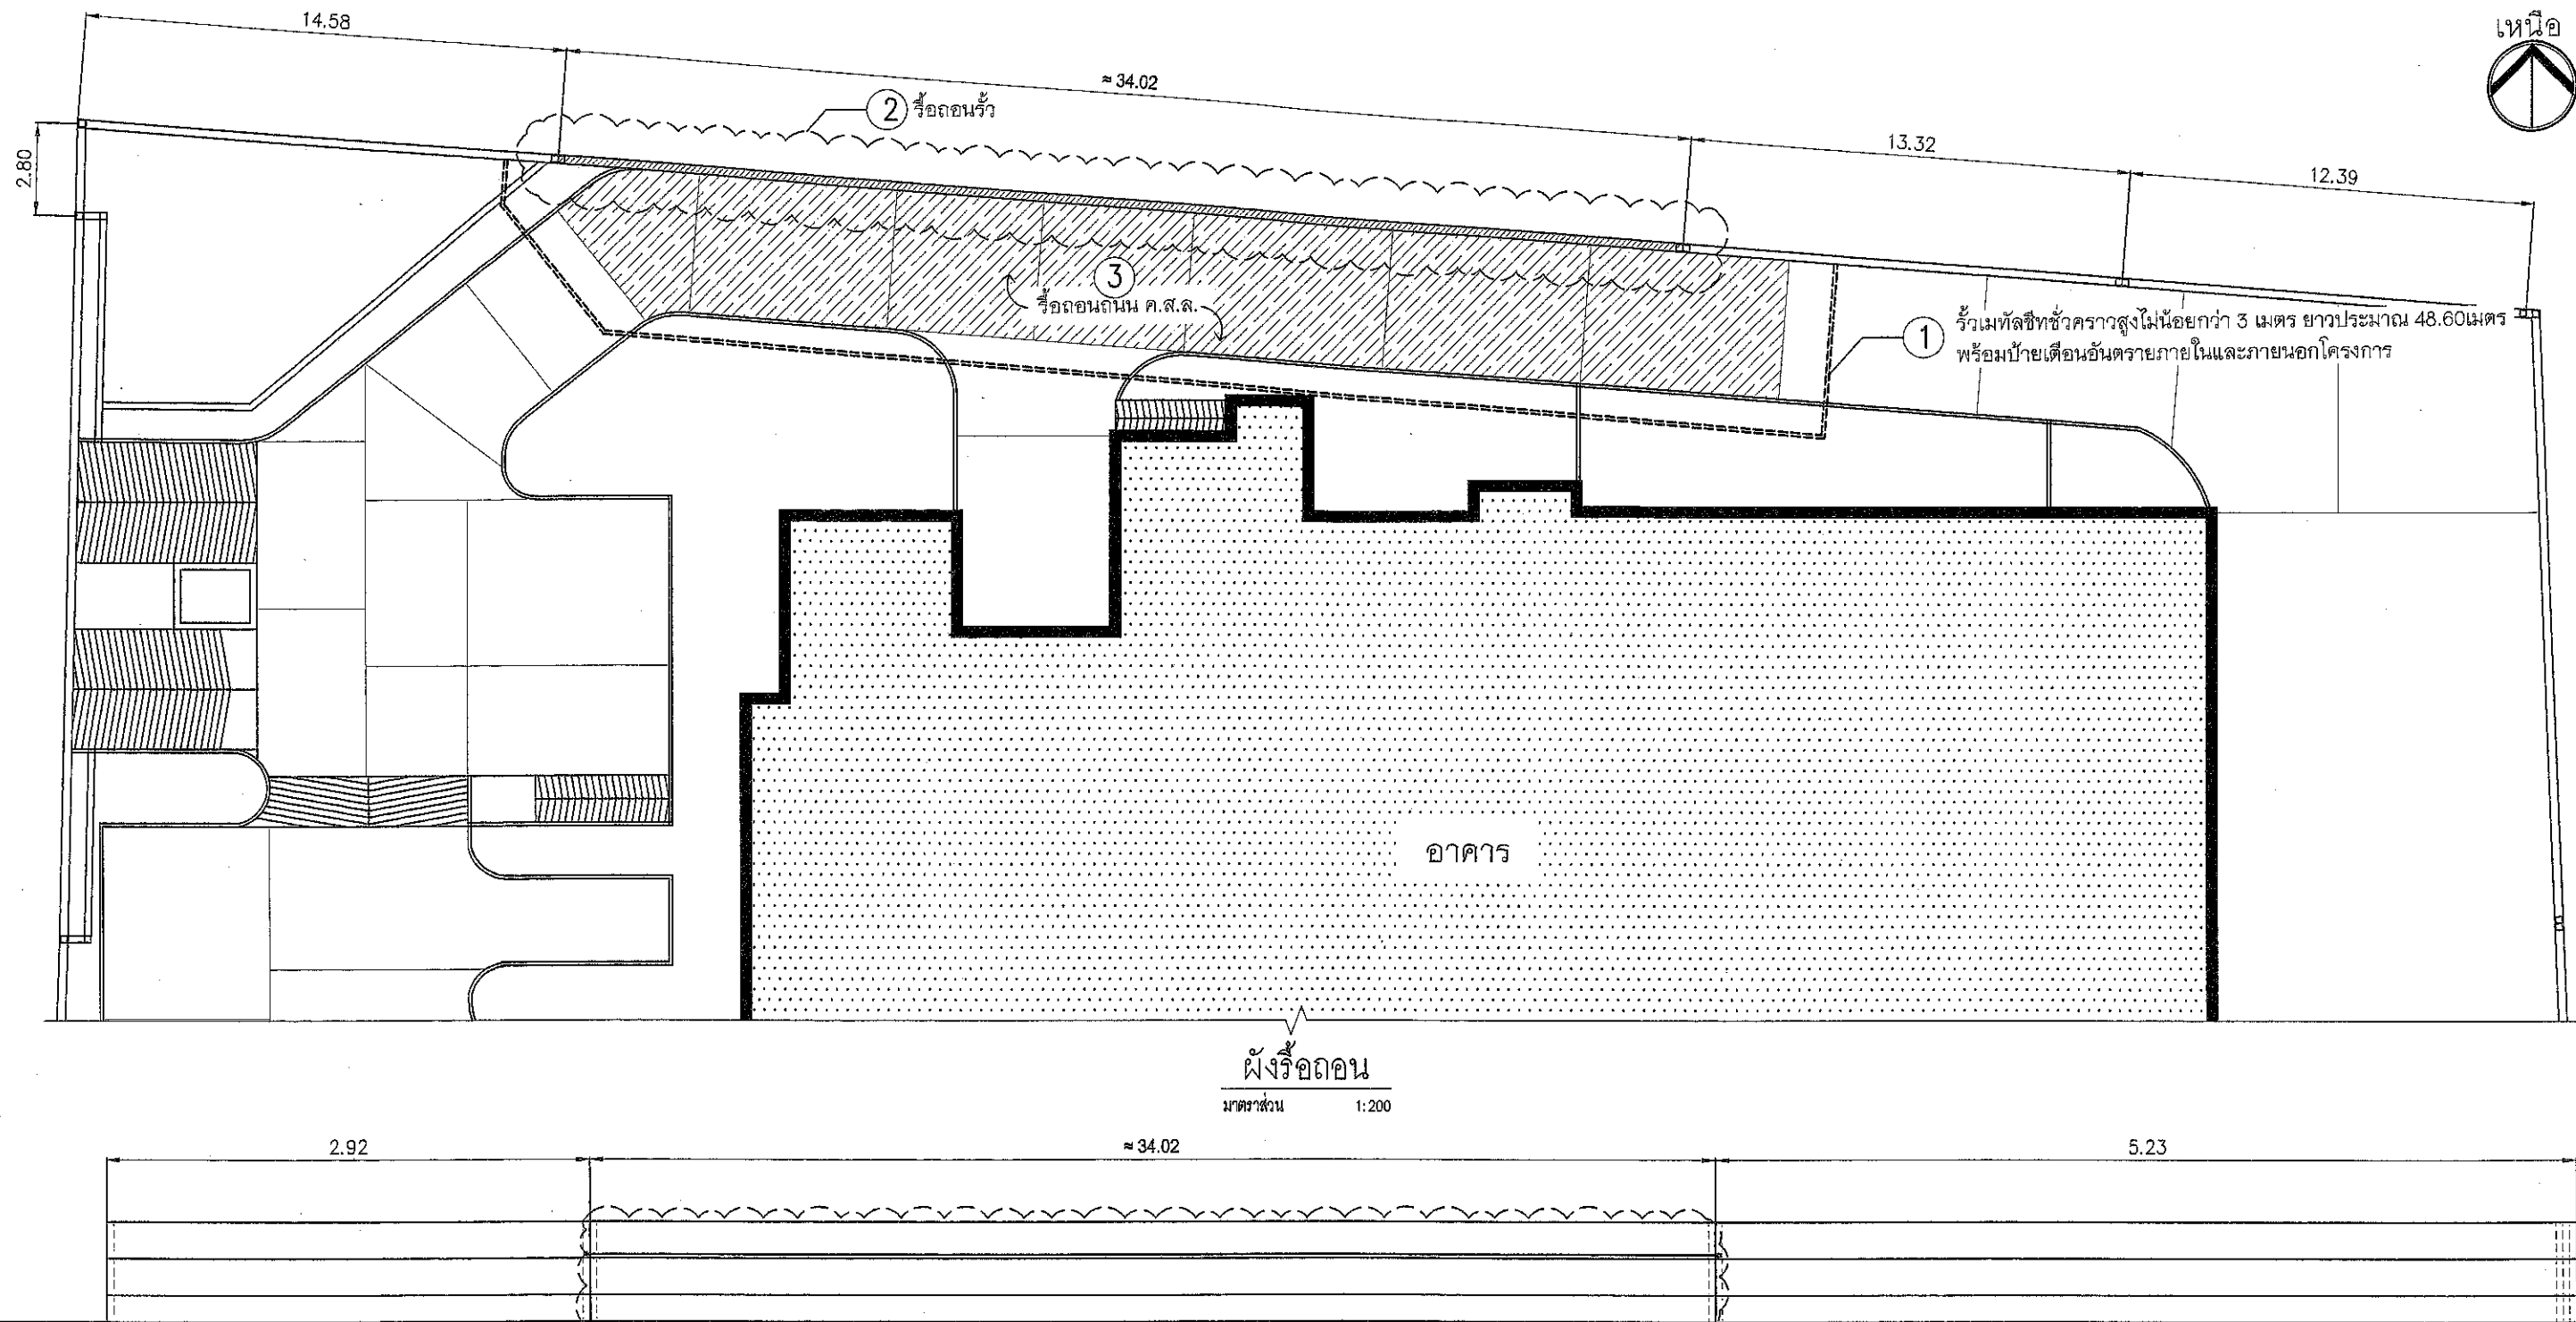 14.58
≈34.02
13.32
12.39
เหนือ
2.80
2 รื้อถอนรั้ว
3
รื้อถอนถนน ค.ส.ล.
1 รั้วเมทัลชีทชั่วคราวสูงไม่น้อยกว่า 3 เมตร ยาวประมาณ 48.60เมตร
พร้อมป้ายเตือนอันตรายภายในและภายนอกโครงการ
อาคาร
ผังรื้อถอน
มาตราส่วน 1:200
2.92
≈34.02
5.23